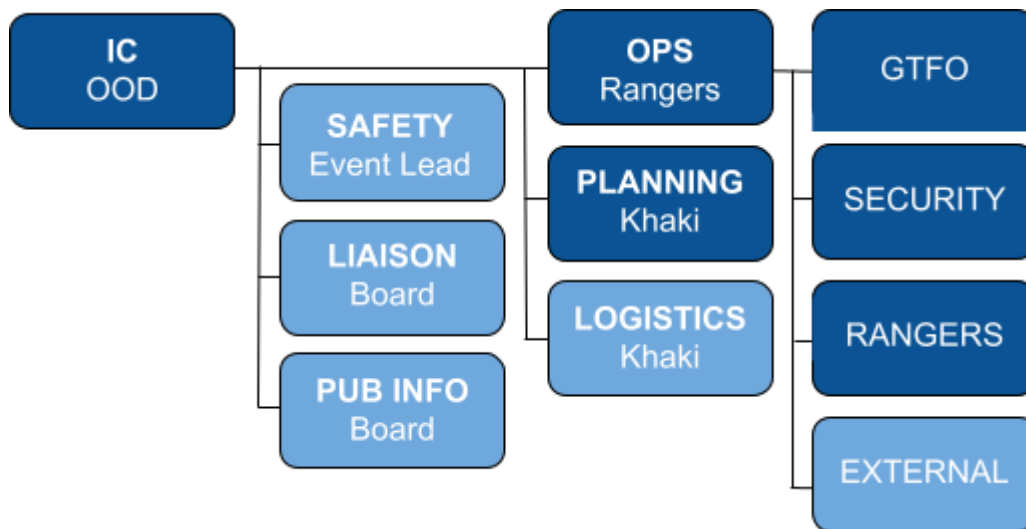 IC
OOD
SAFETY
Event Lead
LIAISON
Board
PUB INFO
Board
OPS
Rangers
PLANNING
Khaki
LOGISTICS
Khaki
GTFO
SECURITY
RANGERS
EXTERNAL